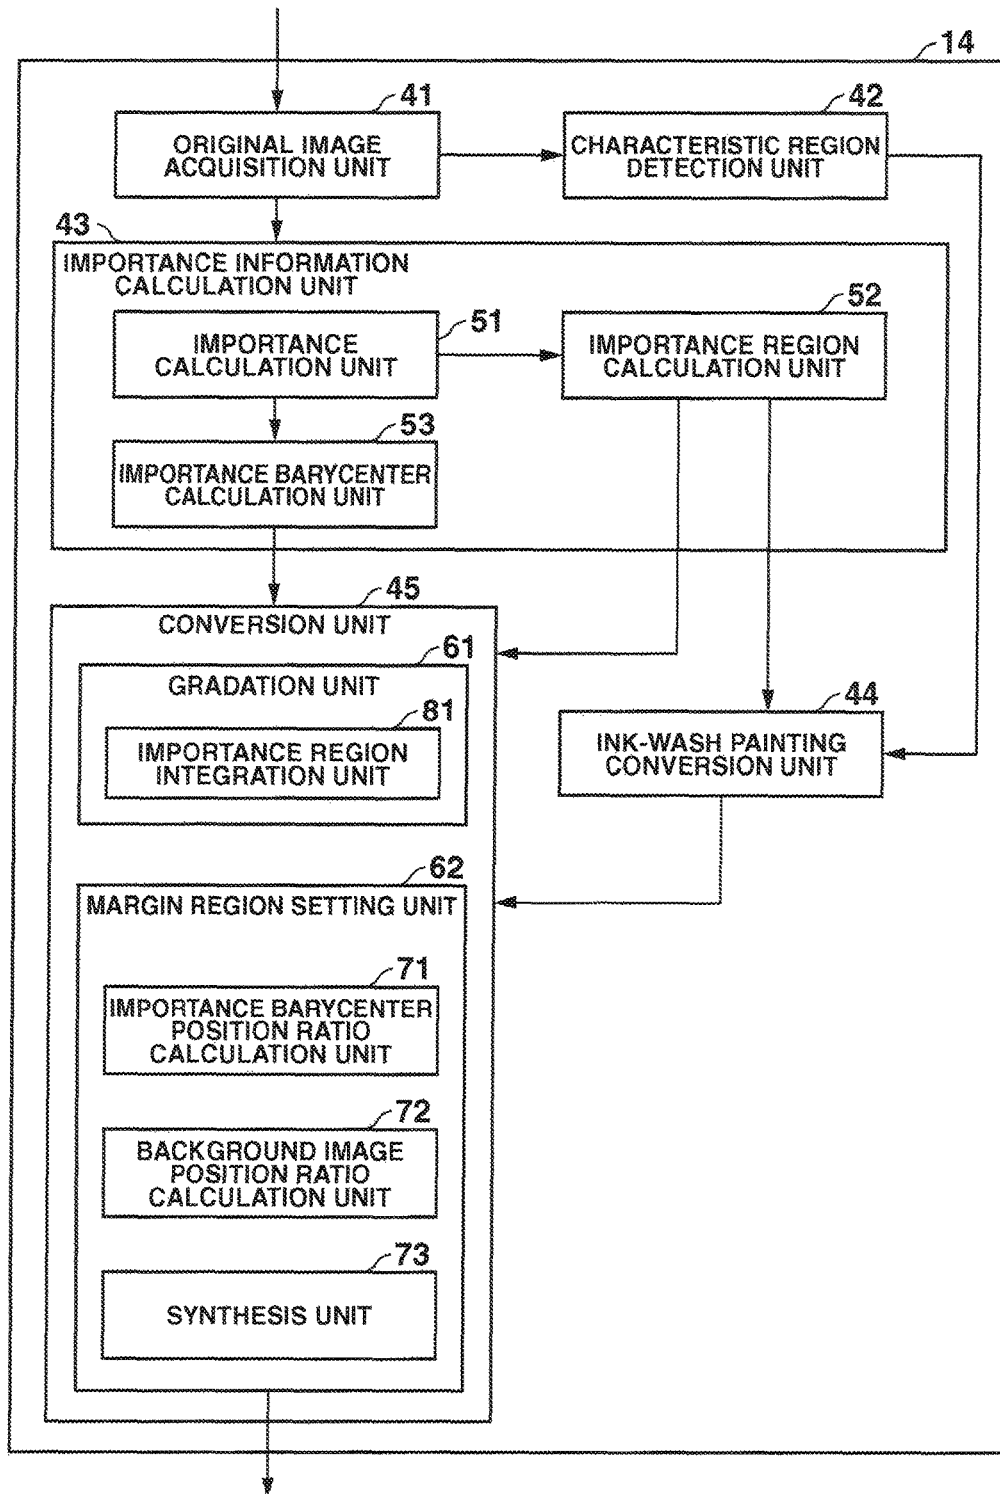 14
41
ORIGINAL IMAGE
ACQUISITION UNIT
42
CHARACTERISTIC REGION
DETECTION UNIT
43
IMPORTANCE INFORMATION
CALCULATION UNIT
51
IMPORTANCE
CALCULATION UNIT
52
IMPORTANCE REGION
CALCULATION UNIT
53
IMPORTANCE BARYCENTER
CALCULATION UNIT
45
CONVERSION UNIT
61
GRADATION UNIT
81
IMPORTANCE REGION
INTEGRATION UNIT
44
INK-WASH PAINTING
CONVERSION UNIT
62
MARGIN REGION SETTING UNIT
71
IMPORTANCE BARYCENTER
POSITION RATIO
CALCULATION UNIT
72
BACKGROUND IMAGE
POSITION RATIO
CALCULATION UNIT
73
SYNTHESIS UNIT